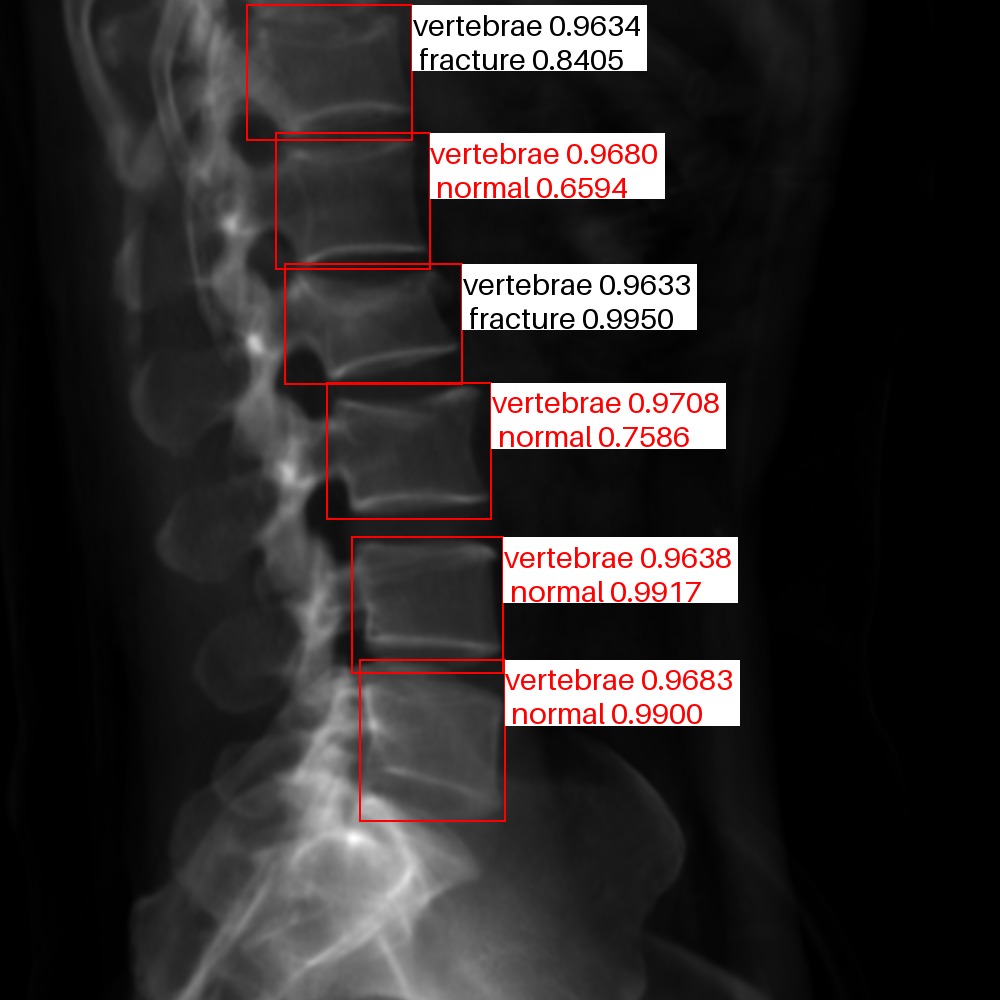 vertebrae 0.9634
fracture 0.8405
vertebrae 0.9680
normal 0.6594
vertebrae 0.9633
fracture 0.9950
vertebrae 0.9708
normal 0.7586
vertebrae 0.9638
normal 0.9917
vertebrae 0.9683
normal 0.9900